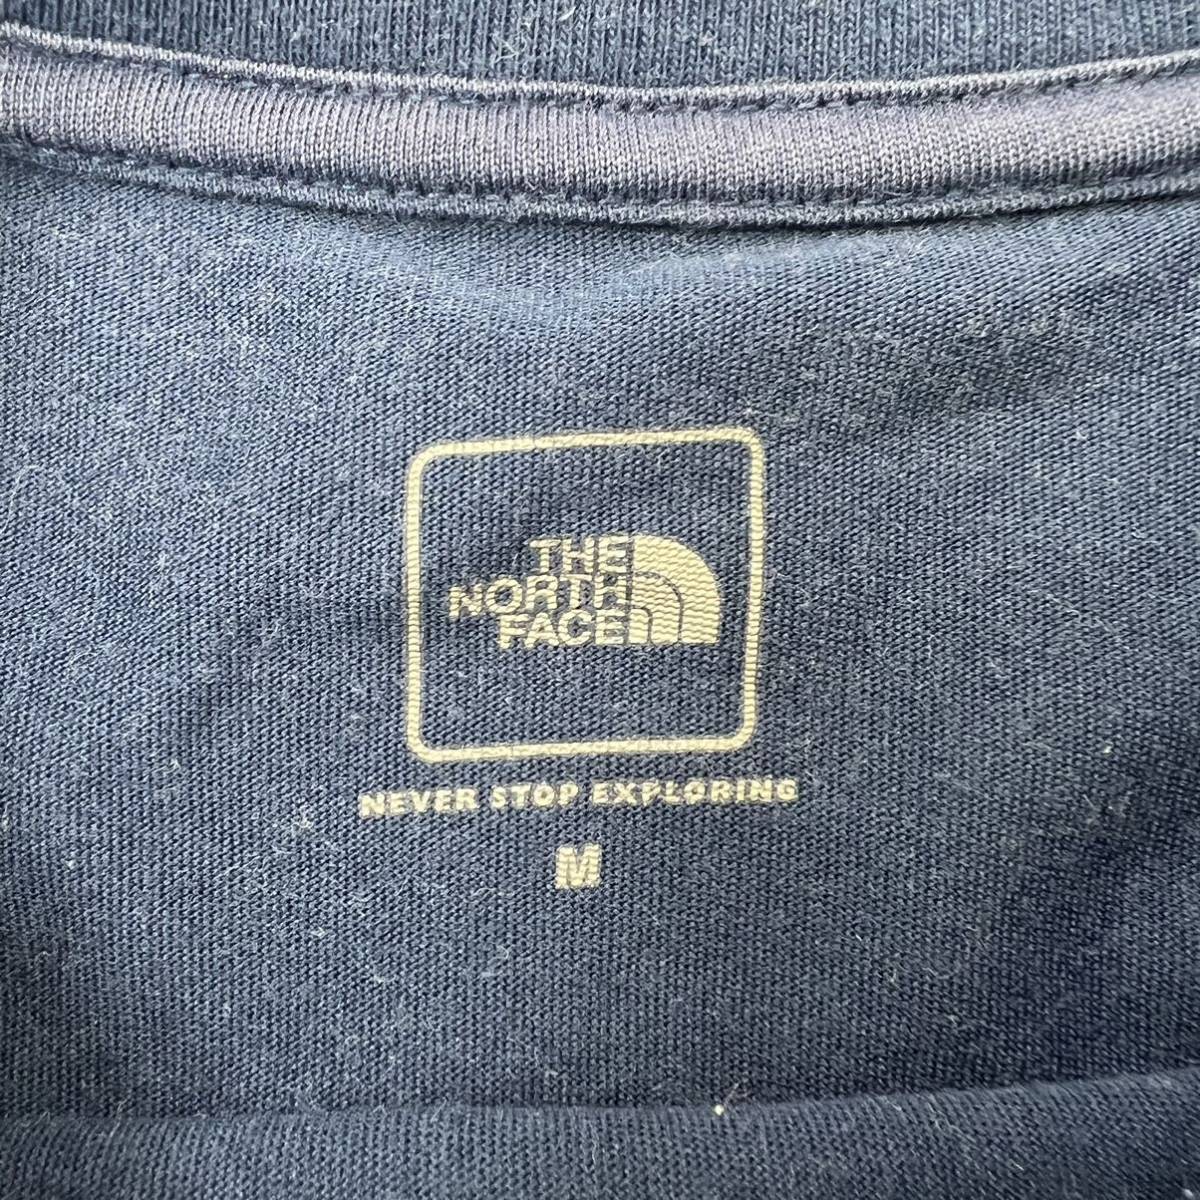 THE
NORTH
FACE
NEVER STOP EXPLORING
M